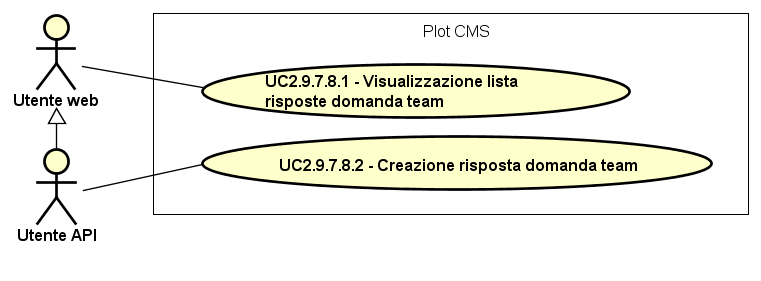 Plot CMS
Utente web
UC2.9.7.8.1 - Visualizzazione lista
risposte domanda team
UC2.9.7.8.2 - Creazione risposta domanda team
Utente API